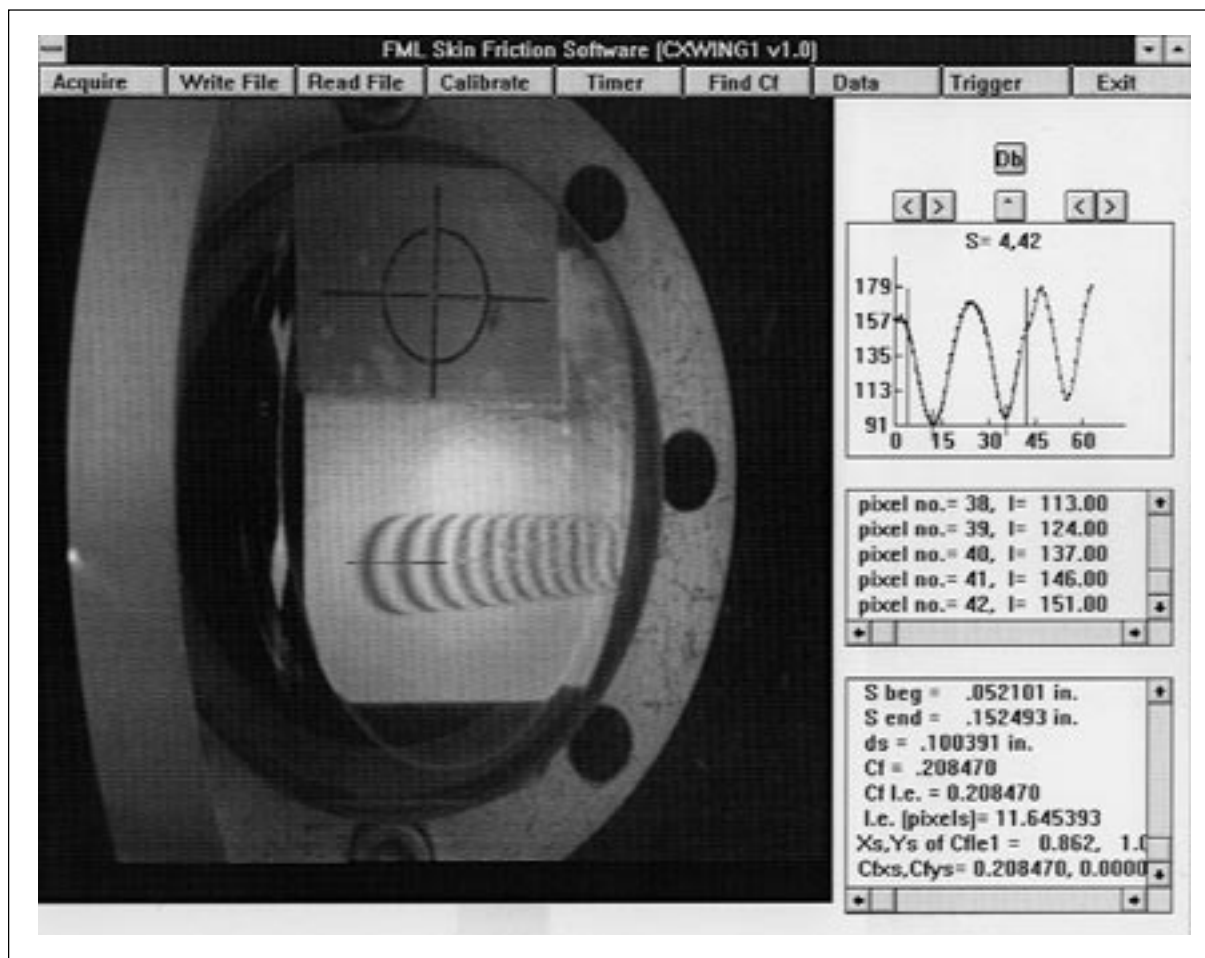 FML Skin Friction Software (CXWING1 v1.0)
Acquire Write File Read File Calibrate Timer Find Cf Data Trigger Exit
Db
< > ^ < >
S= 4,42
179
157
135
113
91
0 15 30 45 60
pixel no.= 38, I= 113.00
pixel no.= 39, I= 124.00
pixel no.= 40, I= 137.00
pixel no.= 41, I= 146.00
pixel no.= 42, I= 151.00
S beg = .052101 in.
S end = .152493 in.
ds = .100391 in.
Cf = .208470
Cf l.e. = 0.208470
l.e. (pixels)= 11.645393
Xs,Ys of Cfle1 = 0.862, 1.0
Cfxs,Cfys= 0.208470, 0.0000